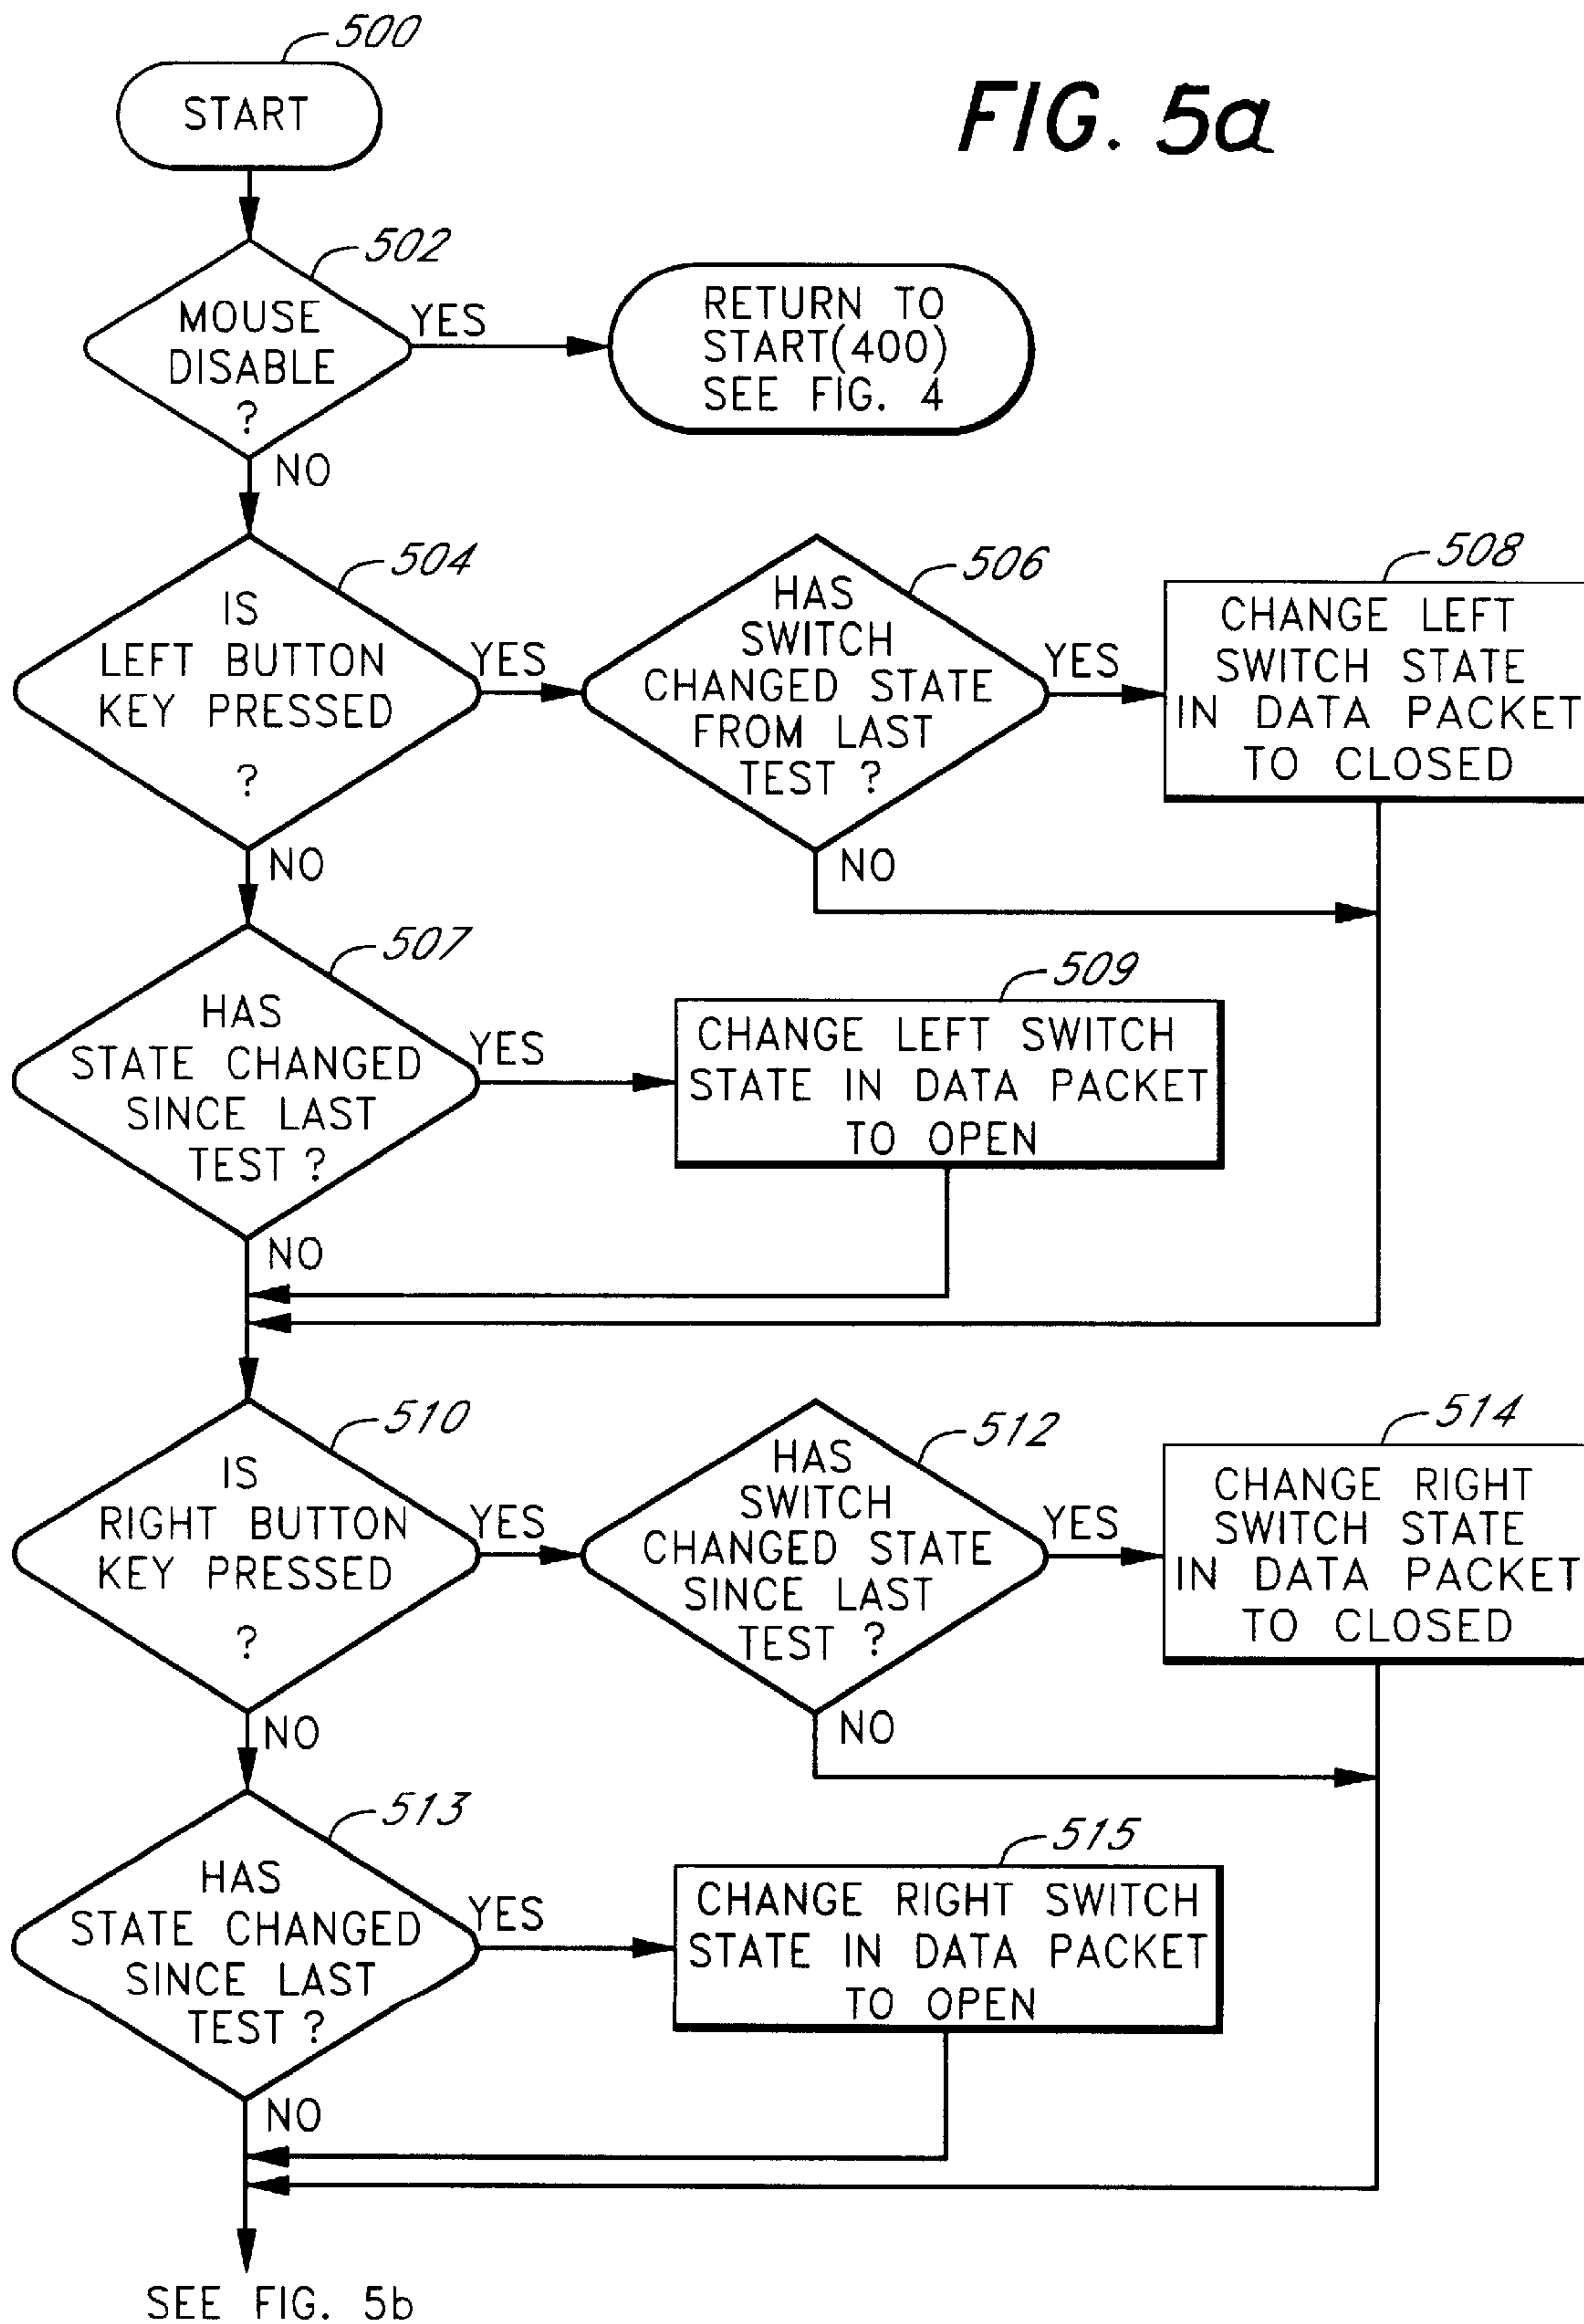 500
START
FIG. 5a
502
MOUSE
DISABLE
?
YES
RETURN TO
START(400)
SEE FIG. 4
NO
504
IS
LEFT BUTTON
KEY PRESSED
?
YES
506
HAS
SWITCH
CHANGED STATE
FROM LAST
TEST ?
YES
508
CHANGE LEFT
SWITCH STATE
IN DATA PACKET
TO CLOSED
NO
NO
507
HAS
STATE CHANGED
SINCE LAST
TEST ?
YES
509
CHANGE LEFT SWITCH
STATE IN DATA PACKET
TO OPEN
NO
510
IS
RIGHT BUTTON
KEY PRESSED
?
YES
512
HAS
SWITCH
CHANGED STATE
SINCE LAST
TEST ?
YES
514
CHANGE RIGHT
SWITCH STATE
IN DATA PACKET
TO CLOSED
NO
NO
513
HAS
STATE CHANGED
SINCE LAST
TEST ?
YES
515
CHANGE RIGHT SWITCH
STATE IN DATA PACKET
TO OPEN
NO
SEE FIG. 5b